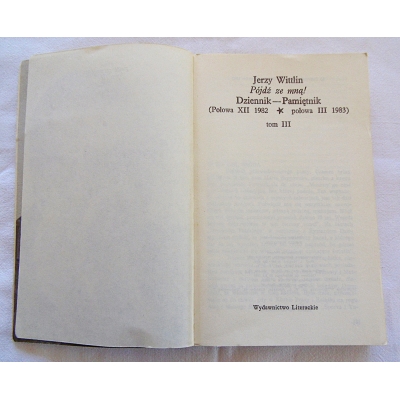 Jerzy Wittlin
Pójdź ze mną!
Dziennik—Pamiętnik
(Połowa XII 1982 * połowa III 1983)
tom III
Wydawnictwo Literackie